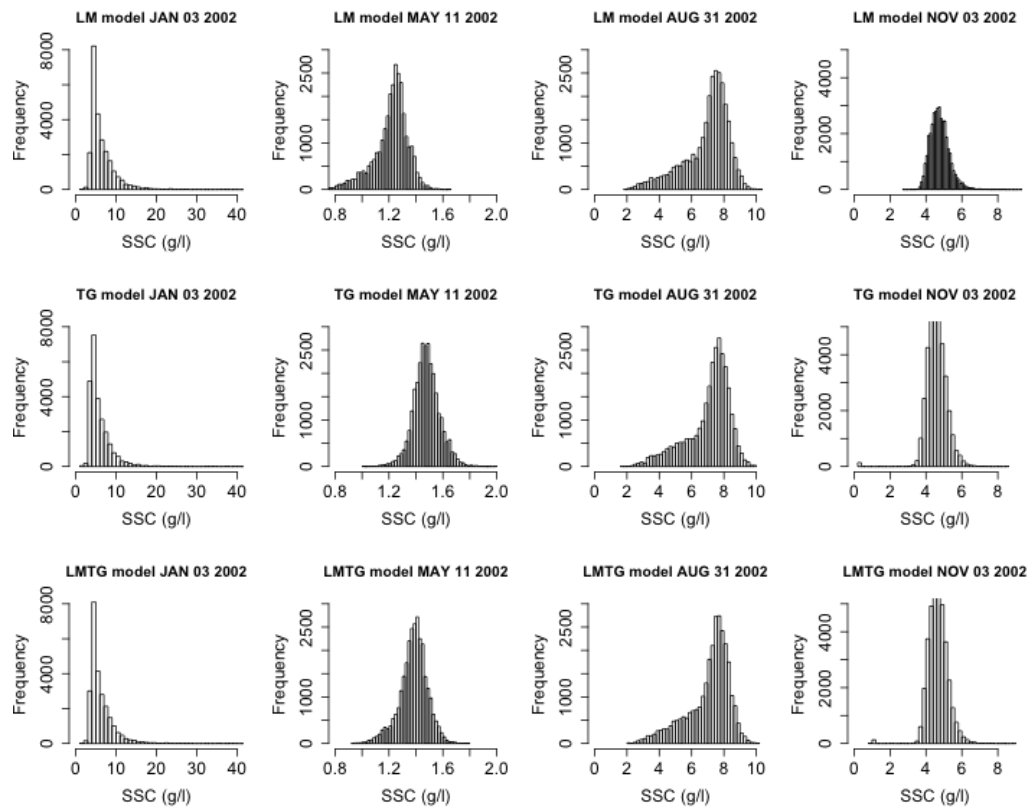 LM model JAN 03 2002
LM model MAY 11 2002
LM model AUG 31 2002
LM model NOV 03 2002
Frequency
0 4000 8000
0 10 20 30 40
SSC (g/l)
Frequency
0 1000 2500
0.8 1.2 1.6 2.0
SSC (g/l)
Frequency
0 1000 2500
0 2 4 6 8 10
SSC (g/l)
Frequency
0 2000 4000
0 2 4 6 8
SSC (g/l)
TG model JAN 03 2002
TG model MAY 11 2002
TG model AUG 31 2002
TG model NOV 03 2002
Frequency
0 4000 8000
0 10 20 30 40
SSC (g/l)
Frequency
0 1000 2500
0.8 1.2 1.6 2.0
SSC (g/l)
Frequency
0 1000 2500
0 2 4 6 8 10
SSC (g/l)
Frequency
0 2000 4000
0 2 4 6 8
SSC (g/l)
LMTG model JAN 03 2002
LMTG model MAY 11 2002
LMTG model AUG 31 2002
LMTG model NOV 03 2002
Frequency
0 4000 8000
0 10 20 30 40
SSC (g/l)
Frequency
0 1000 2500
0.8 1.2 1.6 2.0
SSC (g/l)
Frequency
0 1000 2500
0 2 4 6 8 10
SSC (g/l)
Frequency
0 2000 4000
0 2 4 6 8
SSC (g/l)